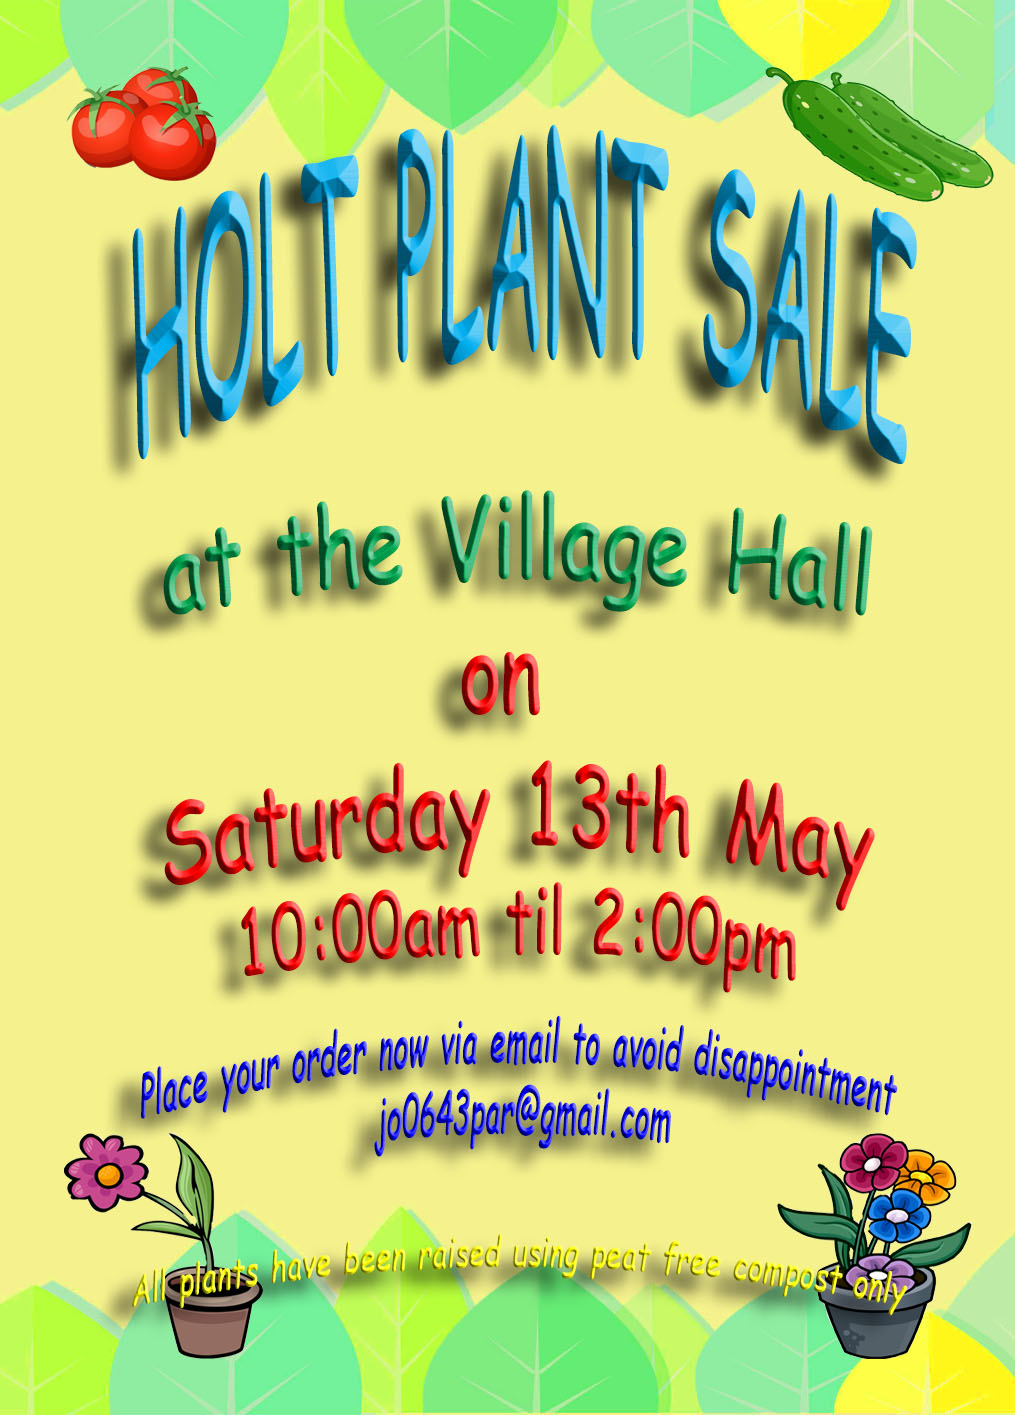 HOLT PLANT SALE
at the Village Hall
on
Saturday 13th May
10:00am til 2:00pm
Place your order now via email to avoid disappointment
jo0643par@gmail.com
All plants have been raised using peat free compost only